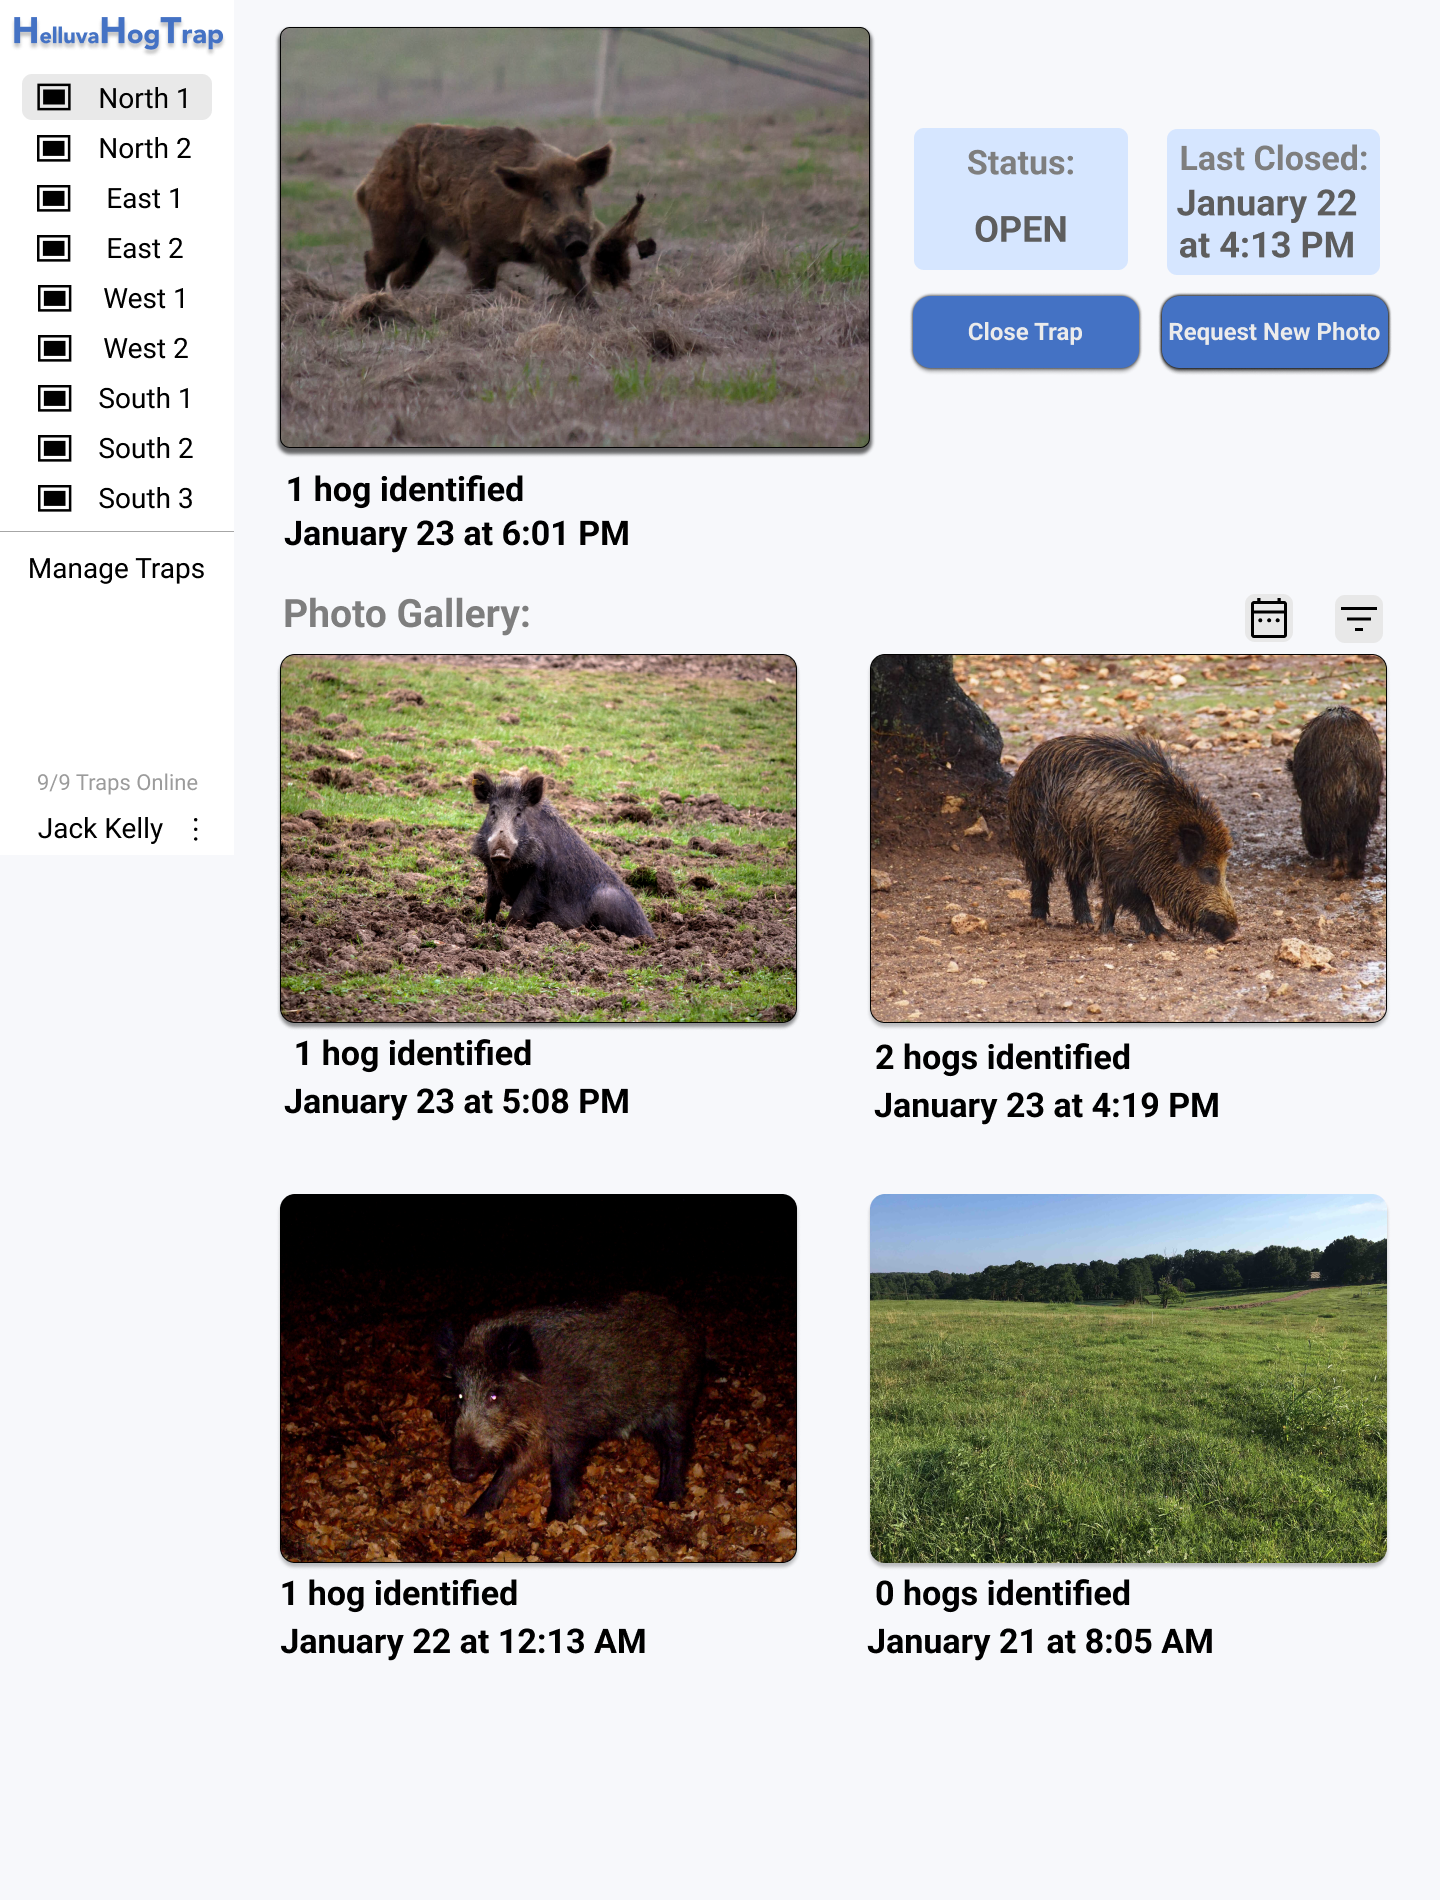 HelluvaHogTrap
North 1
North 2
East 1
East 2
West 1
West 2
South 1
South 2
South 3
Manage Traps
9/9 Traps Online
Jack Kelly
Status:
OPEN
Last Closed:
January 22
at 4:13 PM
Close Trap
Request New Photo
1 hog identified
January 23 at 6:01 PM
Photo Gallery:
1 hog identified
January 23 at 5:08 PM
2 hogs identified
January 23 at 4:19 PM
1 hog identified
January 22 at 12:13 AM
0 hogs identified
January 21 at 8:05 AM